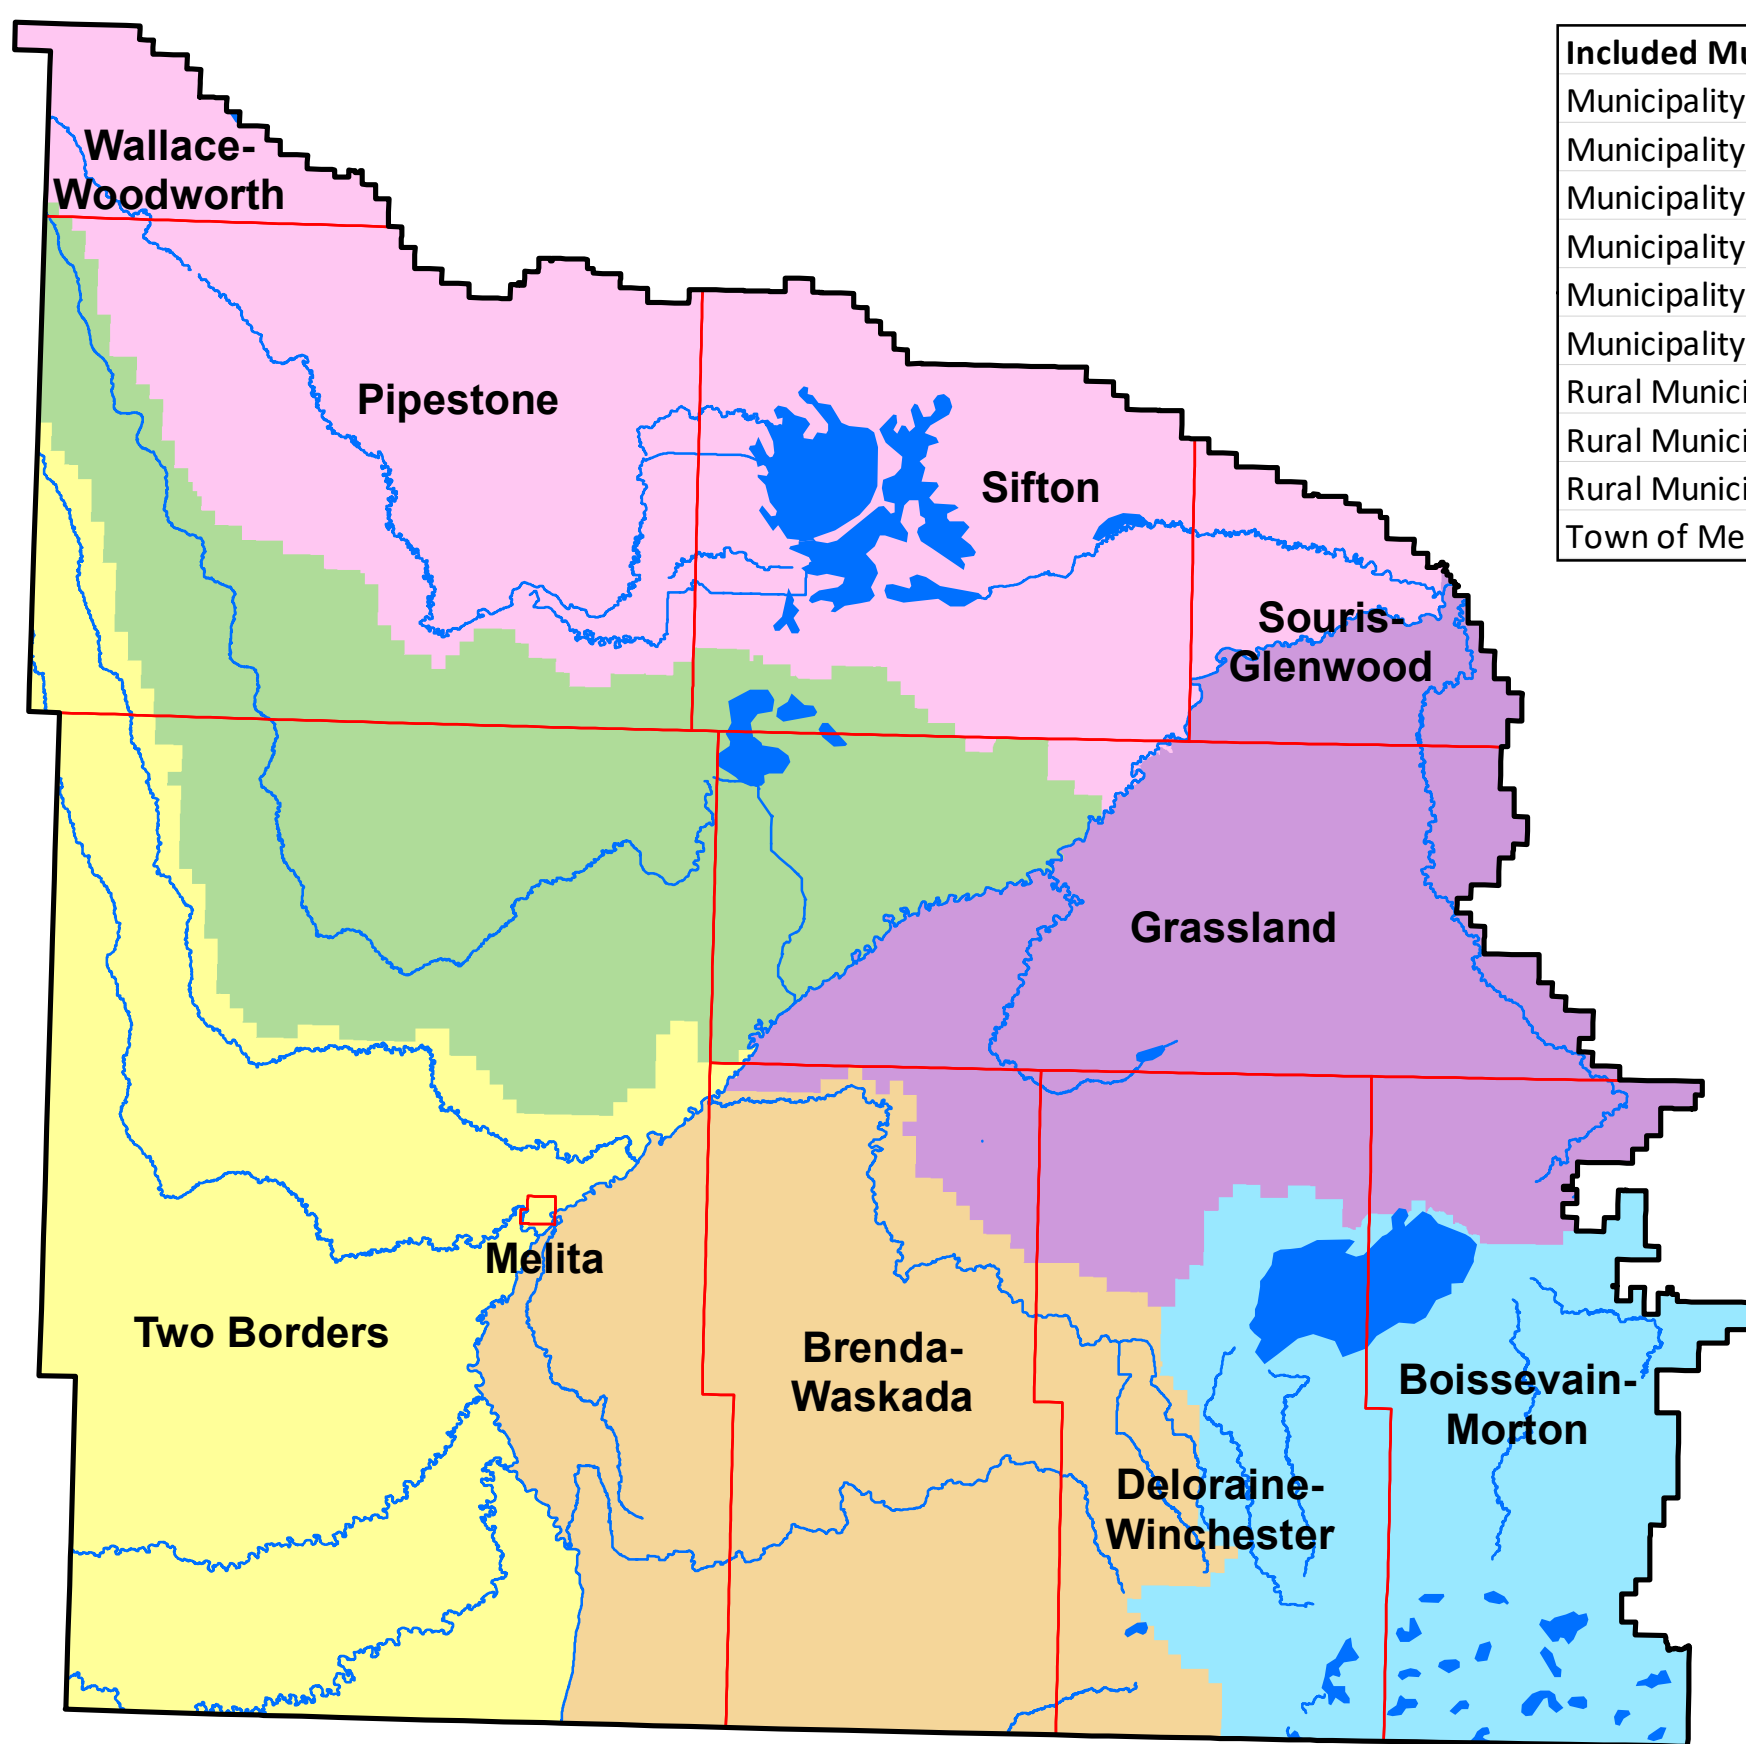 Included Mu
Municipality
Municipality
Municipality
Municipality
Municipality
Municipality
Rural Munici
Rural Munici
Rural Munici
Town of Me
Wallace-
Woodworth
Pipestone
Sifton
Souris-
Glenwood
Grassland
Melita
Two Borders
Brenda-
Waskada
Boissevain-
Morton
Deloraine-
Winchester